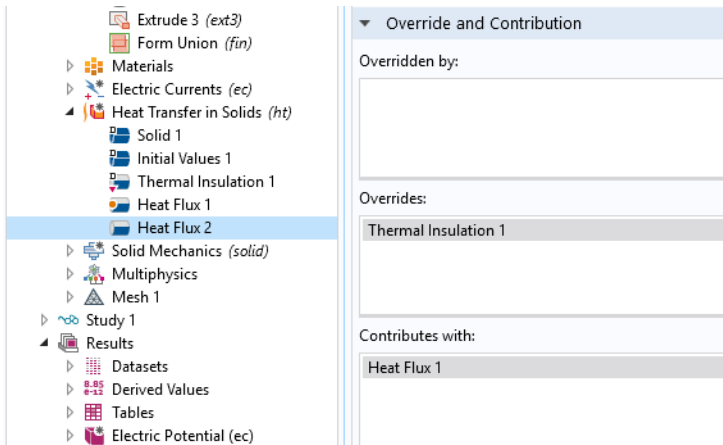 Extrude 3 (ext3)
Form Union (fin)
Materials
Electric Currents (ec)
Heat Transfer in Solids (ht)
Solid 1
Initial Values 1
Thermal Insulation 1
Heat Flux 1
Heat Flux 2
Solid Mechanics (solid)
Multiphysics
Mesh 1
Study 1
Results
Datasets
8.85
e-12
Derived Values
Tables
Electric Potential (ec)
Override and Contribution
Overridden by:
Overrides:
Thermal Insulation 1
Contributes with:
Heat Flux 1